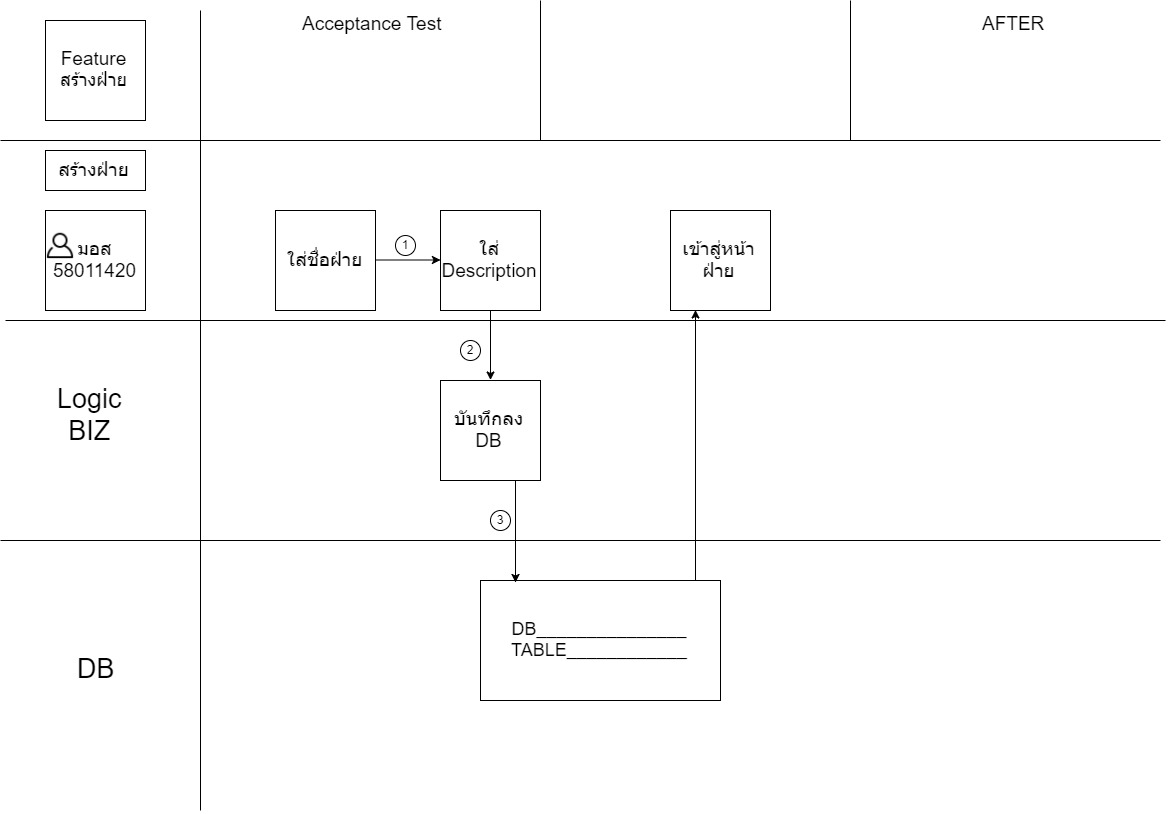 Feature
สร้างฝ่าย
Acceptance Test
AFTER
สร้างฝ่าย
มอส
58011420
ใส่ชื่อฝ่าย
1
ใส่
Description
เข้าสู่หน้า
ฝ่าย
2
Logic
BIZ
บันทึกลง
DB
3
DB
DB_______________
TABLE____________